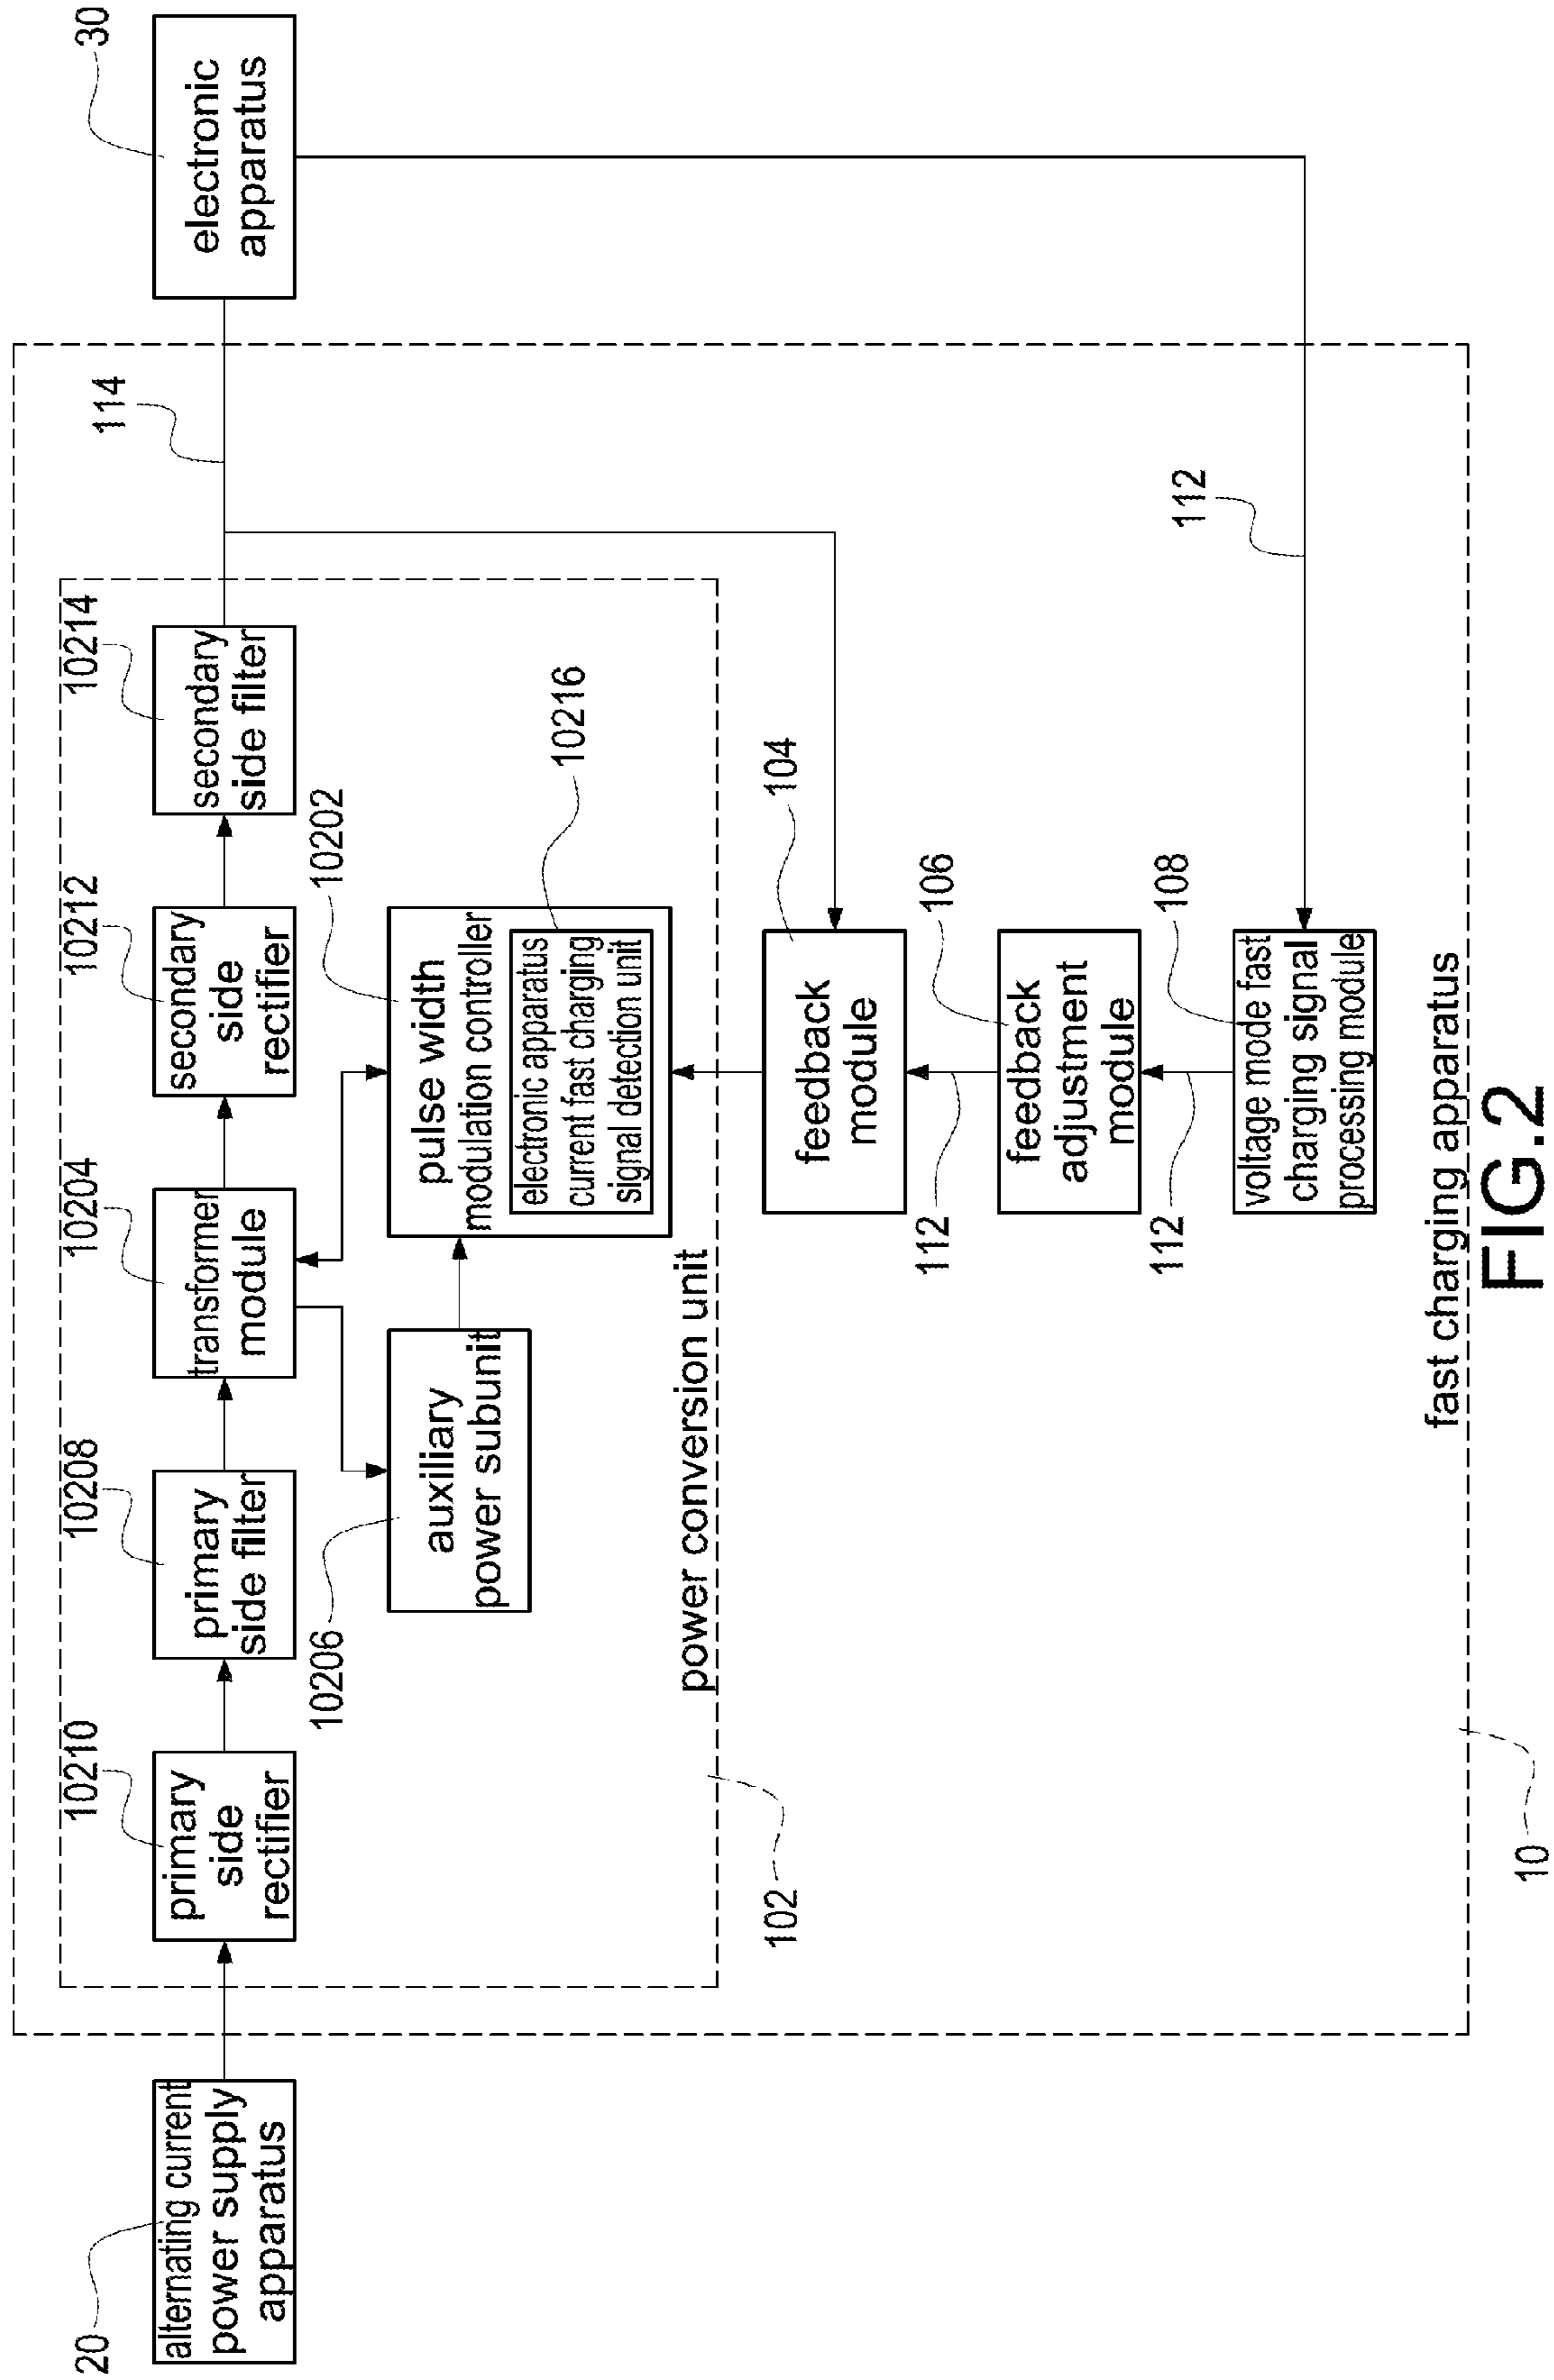 20
alternating current
power supply
apparatus
10210
primary
side
rectifier
10208
primary
side filter
10204
transformer
module
10212
secondary
side
rectifier
10214
secondary
side filter
114
30
electronic
apparatus
10206
auxiliary
power subunit
10202
pulse width
modulation controller
electronic apparatus
current fast charging
signal detection unit
10216
power conversion unit
102
104
feedback
module
112
106
feedback
adjustment
module
112
108
voltage mode fast
charging signal
processing module
112
fast charging apparatus
10
FIG.2